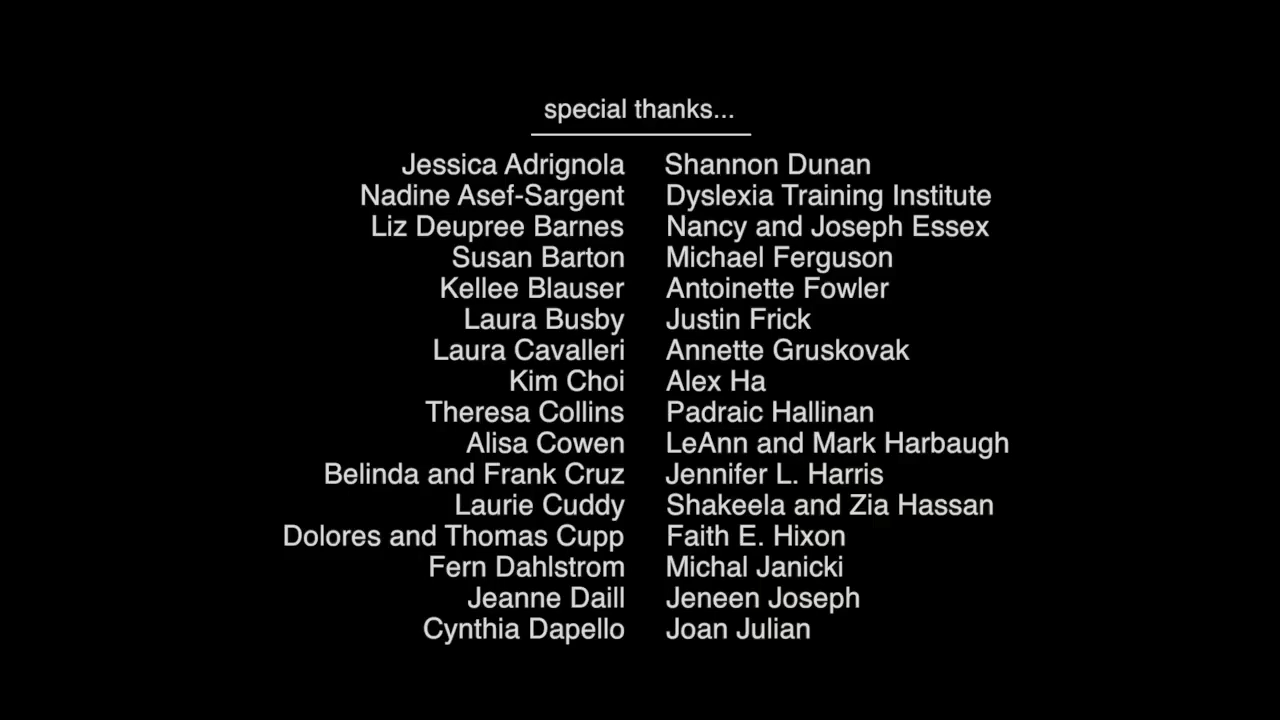 special thanks...
Jessica Adrignola
Nadine Asef-Sargent
Liz Deupree Barnes
Susan Barton
Kellee Blauser
Laura Busby
Laura Cavalleri
Kim Choi
Theresa Collins
Alisa Cowen
Belinda and Frank Cruz
Laurie Cuddy
Dolores and Thomas Cupp
Fern Dahlstrom
Jeanne Daill
Cynthia Dapello
Shannon Dunan
Dyslexia Training Institute
Nancy and Joseph Essex
Michael Ferguson
Antoinette Fowler
Justin Frick
Annette Gruskovak
Alex Ha
Padraic Hallinan
LeAnn and Mark Harbaugh
Jennifer L. Harris
Shakeela and Zia Hassan
Faith E. Hixon
Michal Janicki
Jeneen Joseph
Joan Julian